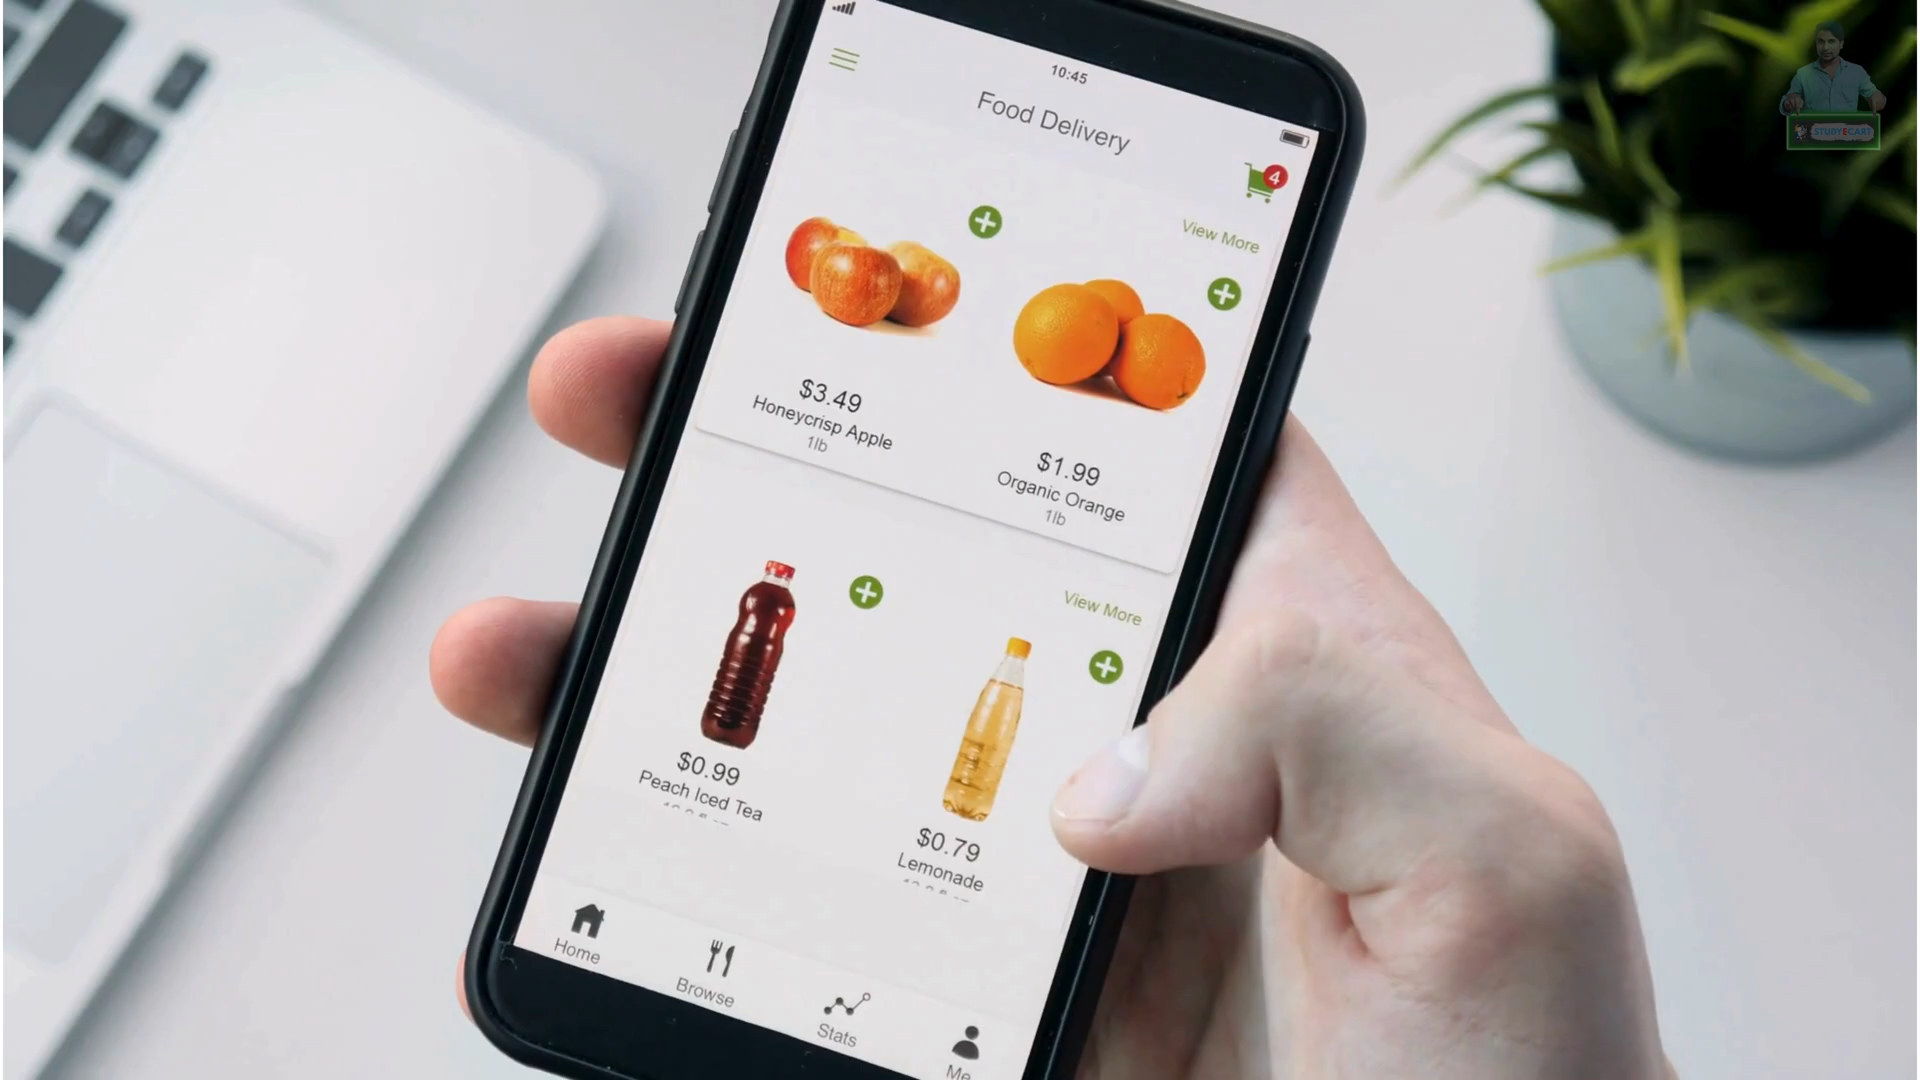 10:45
Food Delivery
4
View More
$3.49
Honeycrisp Apple
1lb
$1.99
Organic Orange
1lb
View More
$0.99
Peach Iced Tea
$0.79
Lemonade
Home
Browse
Stats
Me
STUDYECART